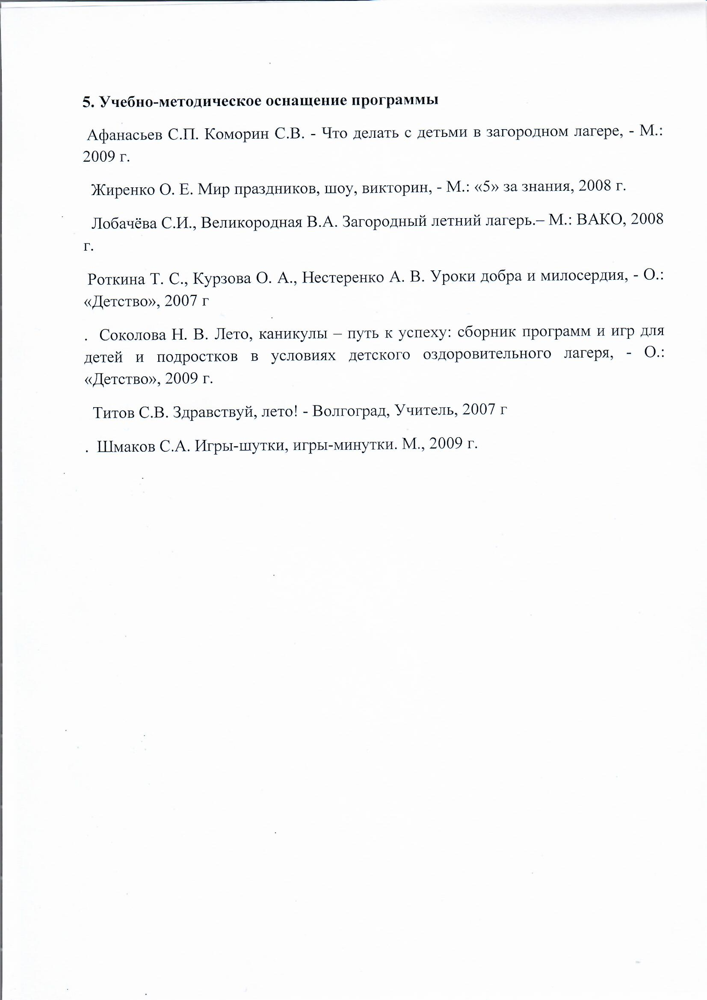 5. Учебно-методическое оснащение программы
Афанасьев С.П. Коморин С.В. - Что делать с детьми в загородном лагере, - М.:
2009 г.
Жиренко О. Е. Мир праздников, шоу, викторин, - М.: «5» за знания, 2008 г.
Лобачёва С.И., Великородная В.А. Загородный летний лагерь.– М.: ВАКО, 2008
г.
Роткина Т. С., Курзова О. А., Нестеренко А. В. Уроки добра и милосердия, - О.:
«Детство», 2007 г
. Соколова Н. В. Лето, каникулы – путь к успеху: сборник программ и игр для
детей и подростков в условиях детского оздоровительного лагеря, - О.:
«Детство», 2009 г.
Титов С.В. Здравствуй, лето! - Волгоград, Учитель, 2007 г
. Шмаков С.А. Игры-шутки, игры-минутки. М., 2009 г.